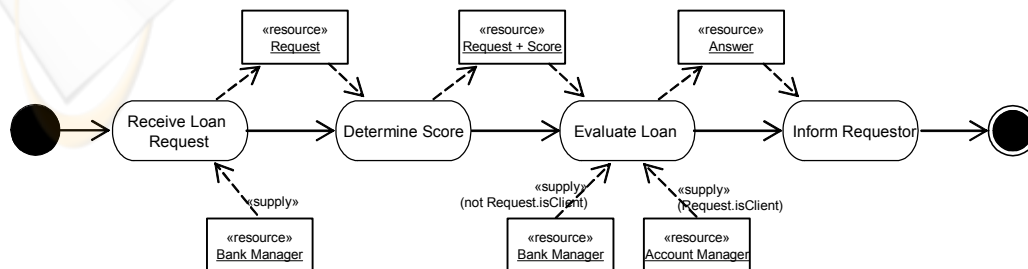 «resource»
Request
«resource»
Request + Score
«resource»
Answer
Receive Loan
Request
Determine Score
Evaluate Loan
Inform Requestor
«supply»
«supply»
(not Request.isClient)
«supply»
(Request.isClient)
«resource»
Bank Manager
«resource»
Bank Manager
«resource»
Account Manager